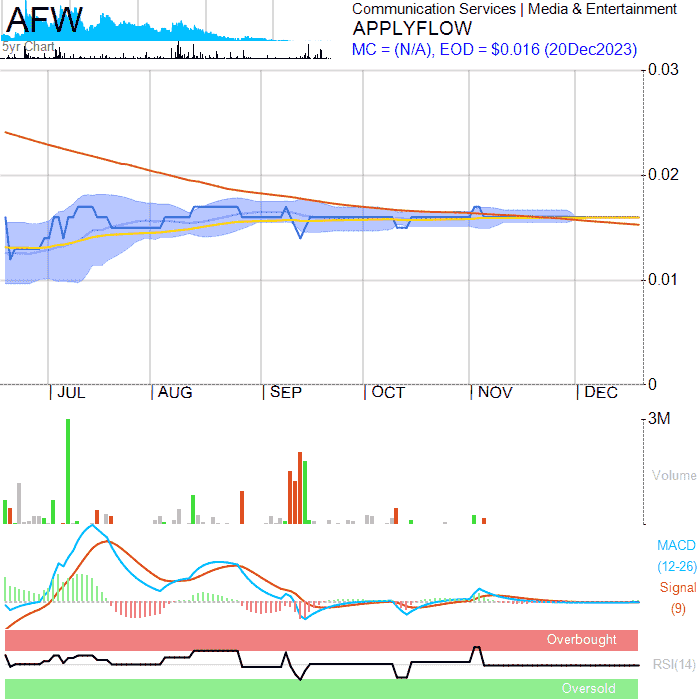 AFW
5yr Chart
Communication Services | Media & Entertainment
APPLYFLOW
MC = (N/A), EOD = $0.016 (20Dec2023)
0.03
0.02
0.01
0
JUL AUG SEP OCT NOV DEC
3M
Volume
MACD
(12-26)
Signal
(9)
Overbought
RSI(14)
Oversold